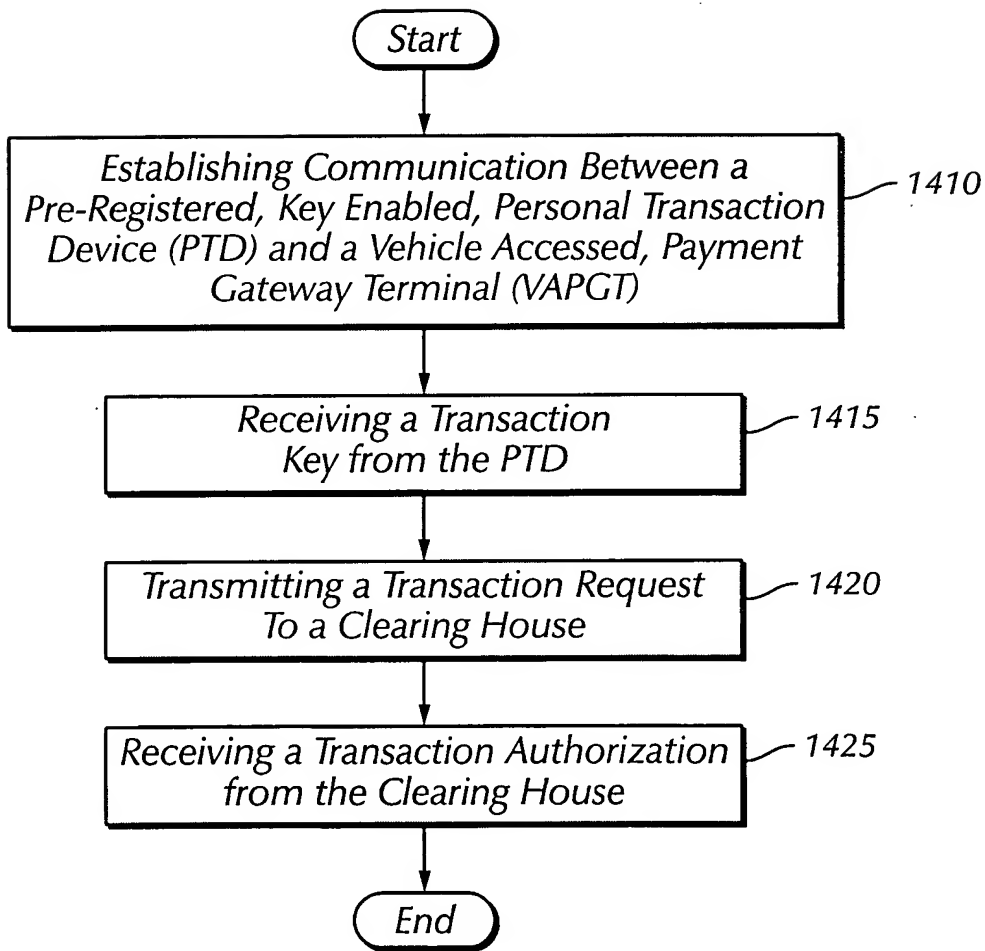 Start
Establishing Communication Between a
Pre-Registered, Key Enabled, Personal Transaction
Device (PTD) and a Vehicle Accessed, Payment
Gateway Terminal (VAPGT)
1410
Receiving a Transaction
Key from the PTD
1415
Transmitting a Transaction Request
To a Clearing House
1420
Receiving a Transaction Authorization
from the Clearing House
1425
End